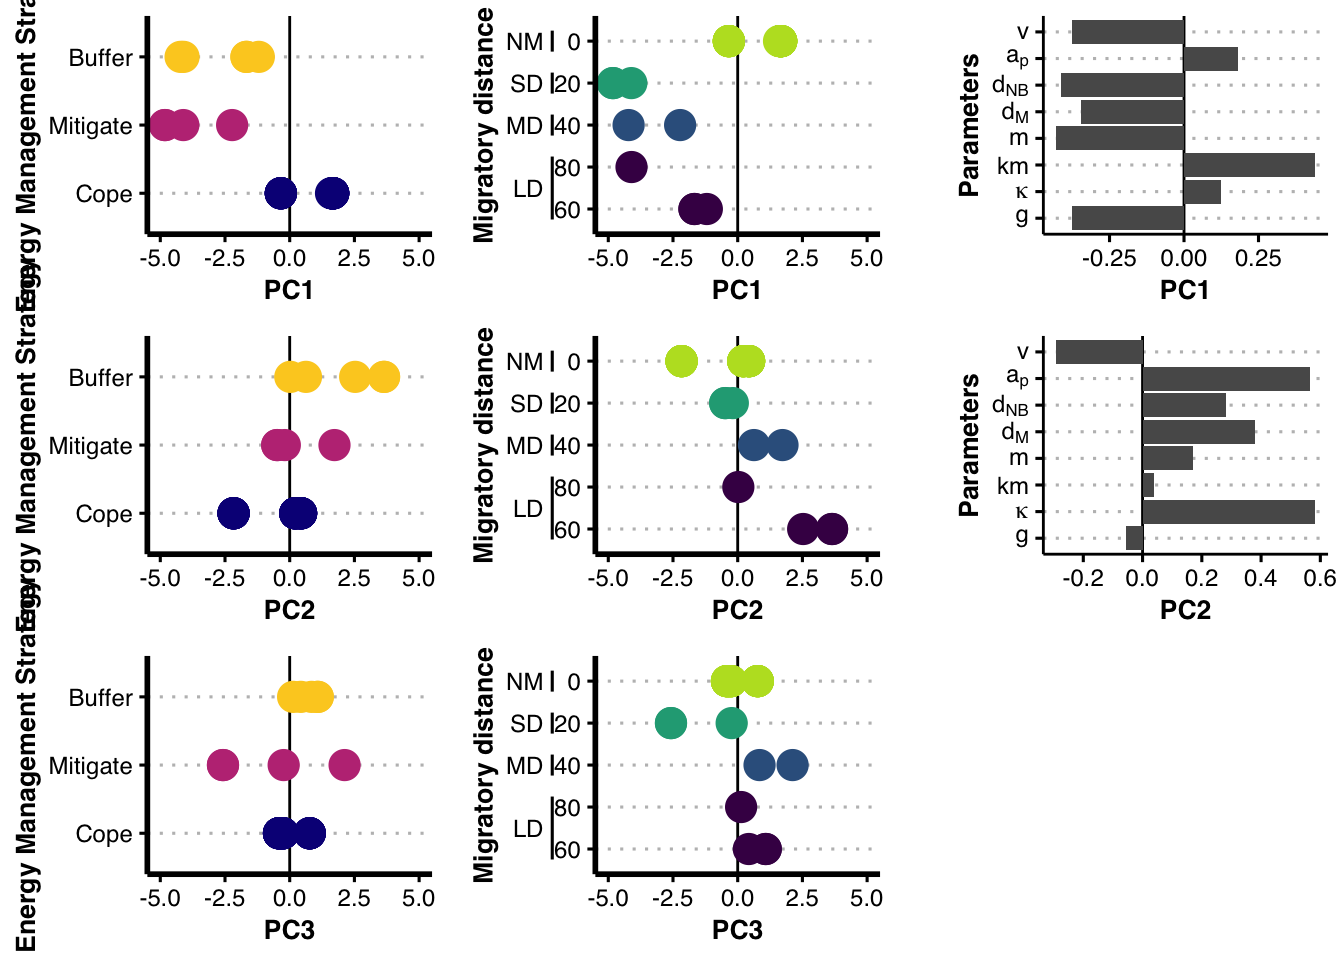 Energy Management Stra
Buffer
Mitigate
Cope
-5.0 -2.5 0.0 2.5 5.0
PC1
Migratory distance
NM 0
SD 20
MD 40
80
LD
60
-5.0 -2.5 0.0 2.5 5.0
PC1
Parameters
v
ap
dNB
dM
m
km
κ
g
-0.25 0.00 0.25
PC1
Energy Management Strategy
Buffer
Mitigate
Cope
-5.0 -2.5 0.0 2.5 5.0
PC2
Migratory distance
NM 0
SD 20
MD 40
80
LD
60
-5.0 -2.5 0.0 2.5 5.0
PC2
Parameters
v
ap
dNB
dM
m
km
κ
g
-0.2 0.0 0.2 0.4 0.6
PC2
Energy Management Strategy
Buffer
Mitigate
Cope
-5.0 -2.5 0.0 2.5 5.0
PC3
Migratory distance
NM 0
SD 20
MD 40
80
LD
60
-5.0 -2.5 0.0 2.5 5.0
PC3